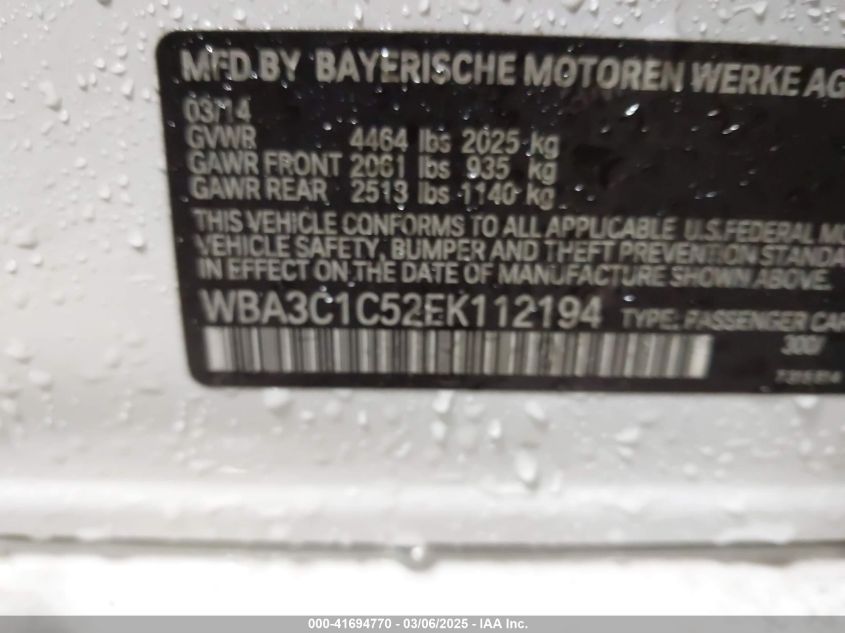 MFD BY BAYERISCHE MOTOREN WERKE AG
03/14
GVWR 4464 lbs 2025 kg
GAWR FRONT 2061 lbs 935 kg
GAWR REAR 2513 lbs 1140 kg
THIS VEHICLE CONFORMS TO ALL APPLICABLE U.S.FEDERAL
VEHICLE SAFETY, BUMPER AND THEFT PREVENTION
IN EFFECT ON THE DATE OF MANUFACTURE SHOWN ABOVE.
WBA3C1C52EK112194 TYPE: PASSENGER CAR
300/
000-41694770 - 03/06/2025 - IAA Inc.